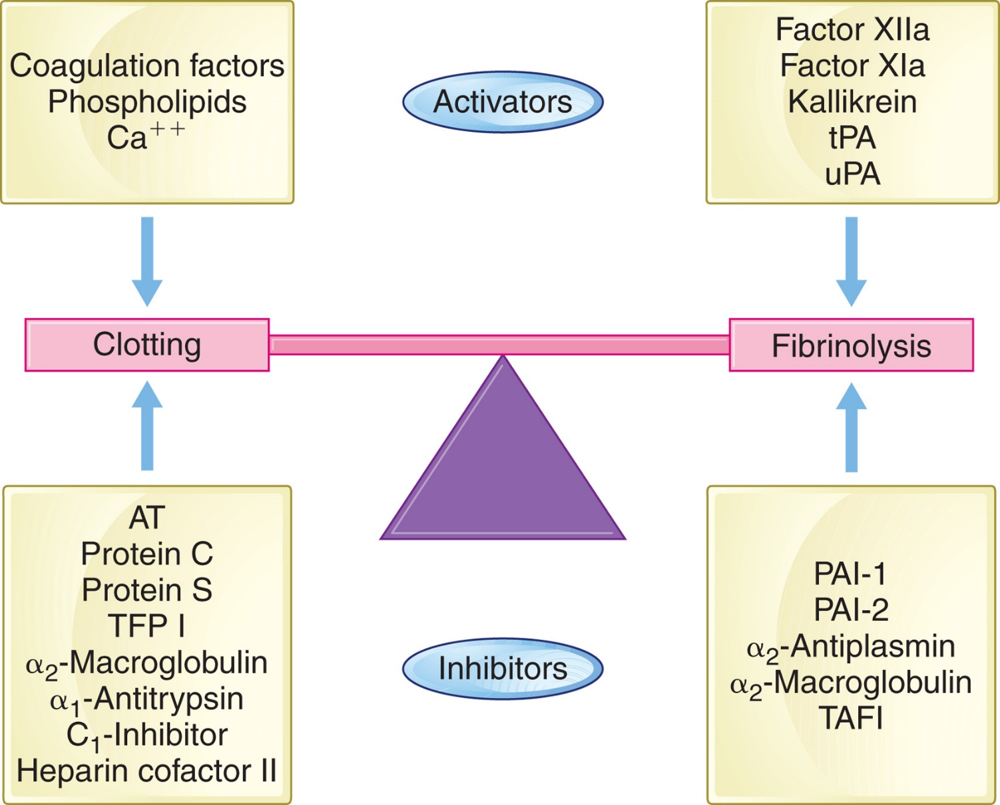 Coagulation factors
Phospholipids
Ca⁺⁺
Activators
Factor XIIa
Factor XIa
Kallikrein
tPA
uPA
Clotting
Fibrinolysis
AT
Protein C
Protein S
TFP I
α₂-Macroglobulin
α₁-Antitrypsin
C₁-Inhibitor
Heparin cofactor II
Inhibitors
PAI-1
PAI-2
α₂-Antiplasmin
α₂-Macroglobulin
TAFI